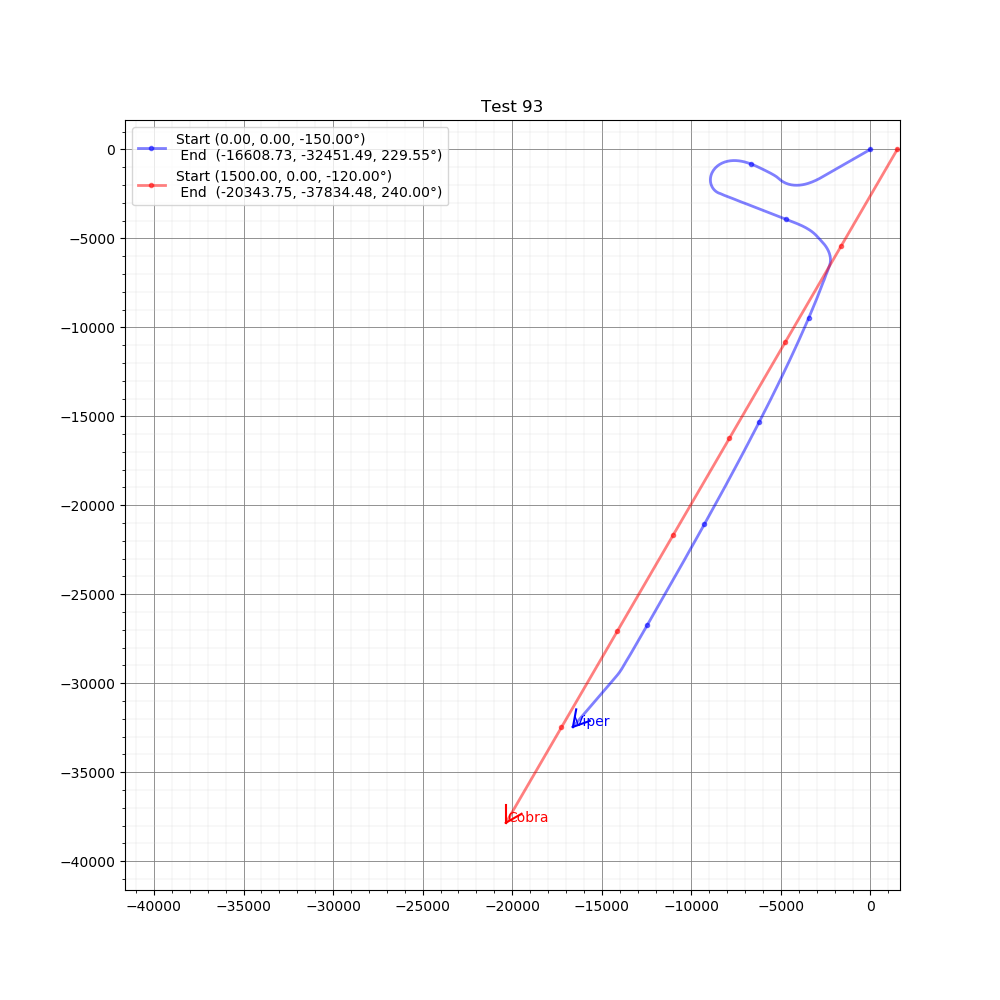 Test 93
Start (0.00, 0.00, -150.00°)
End  (-16608.73, -32451.49, 229.55°)
Start (1500.00, 0.00, -120.00°)
End  (-20343.75, -37834.48, 240.00°)
0
−5000
−10000
−15000
−20000
−25000
−30000
−35000
−40000
Viper
Cobra
−40000 −35000 −30000 −25000 −20000 −15000 −10000 −5000 0